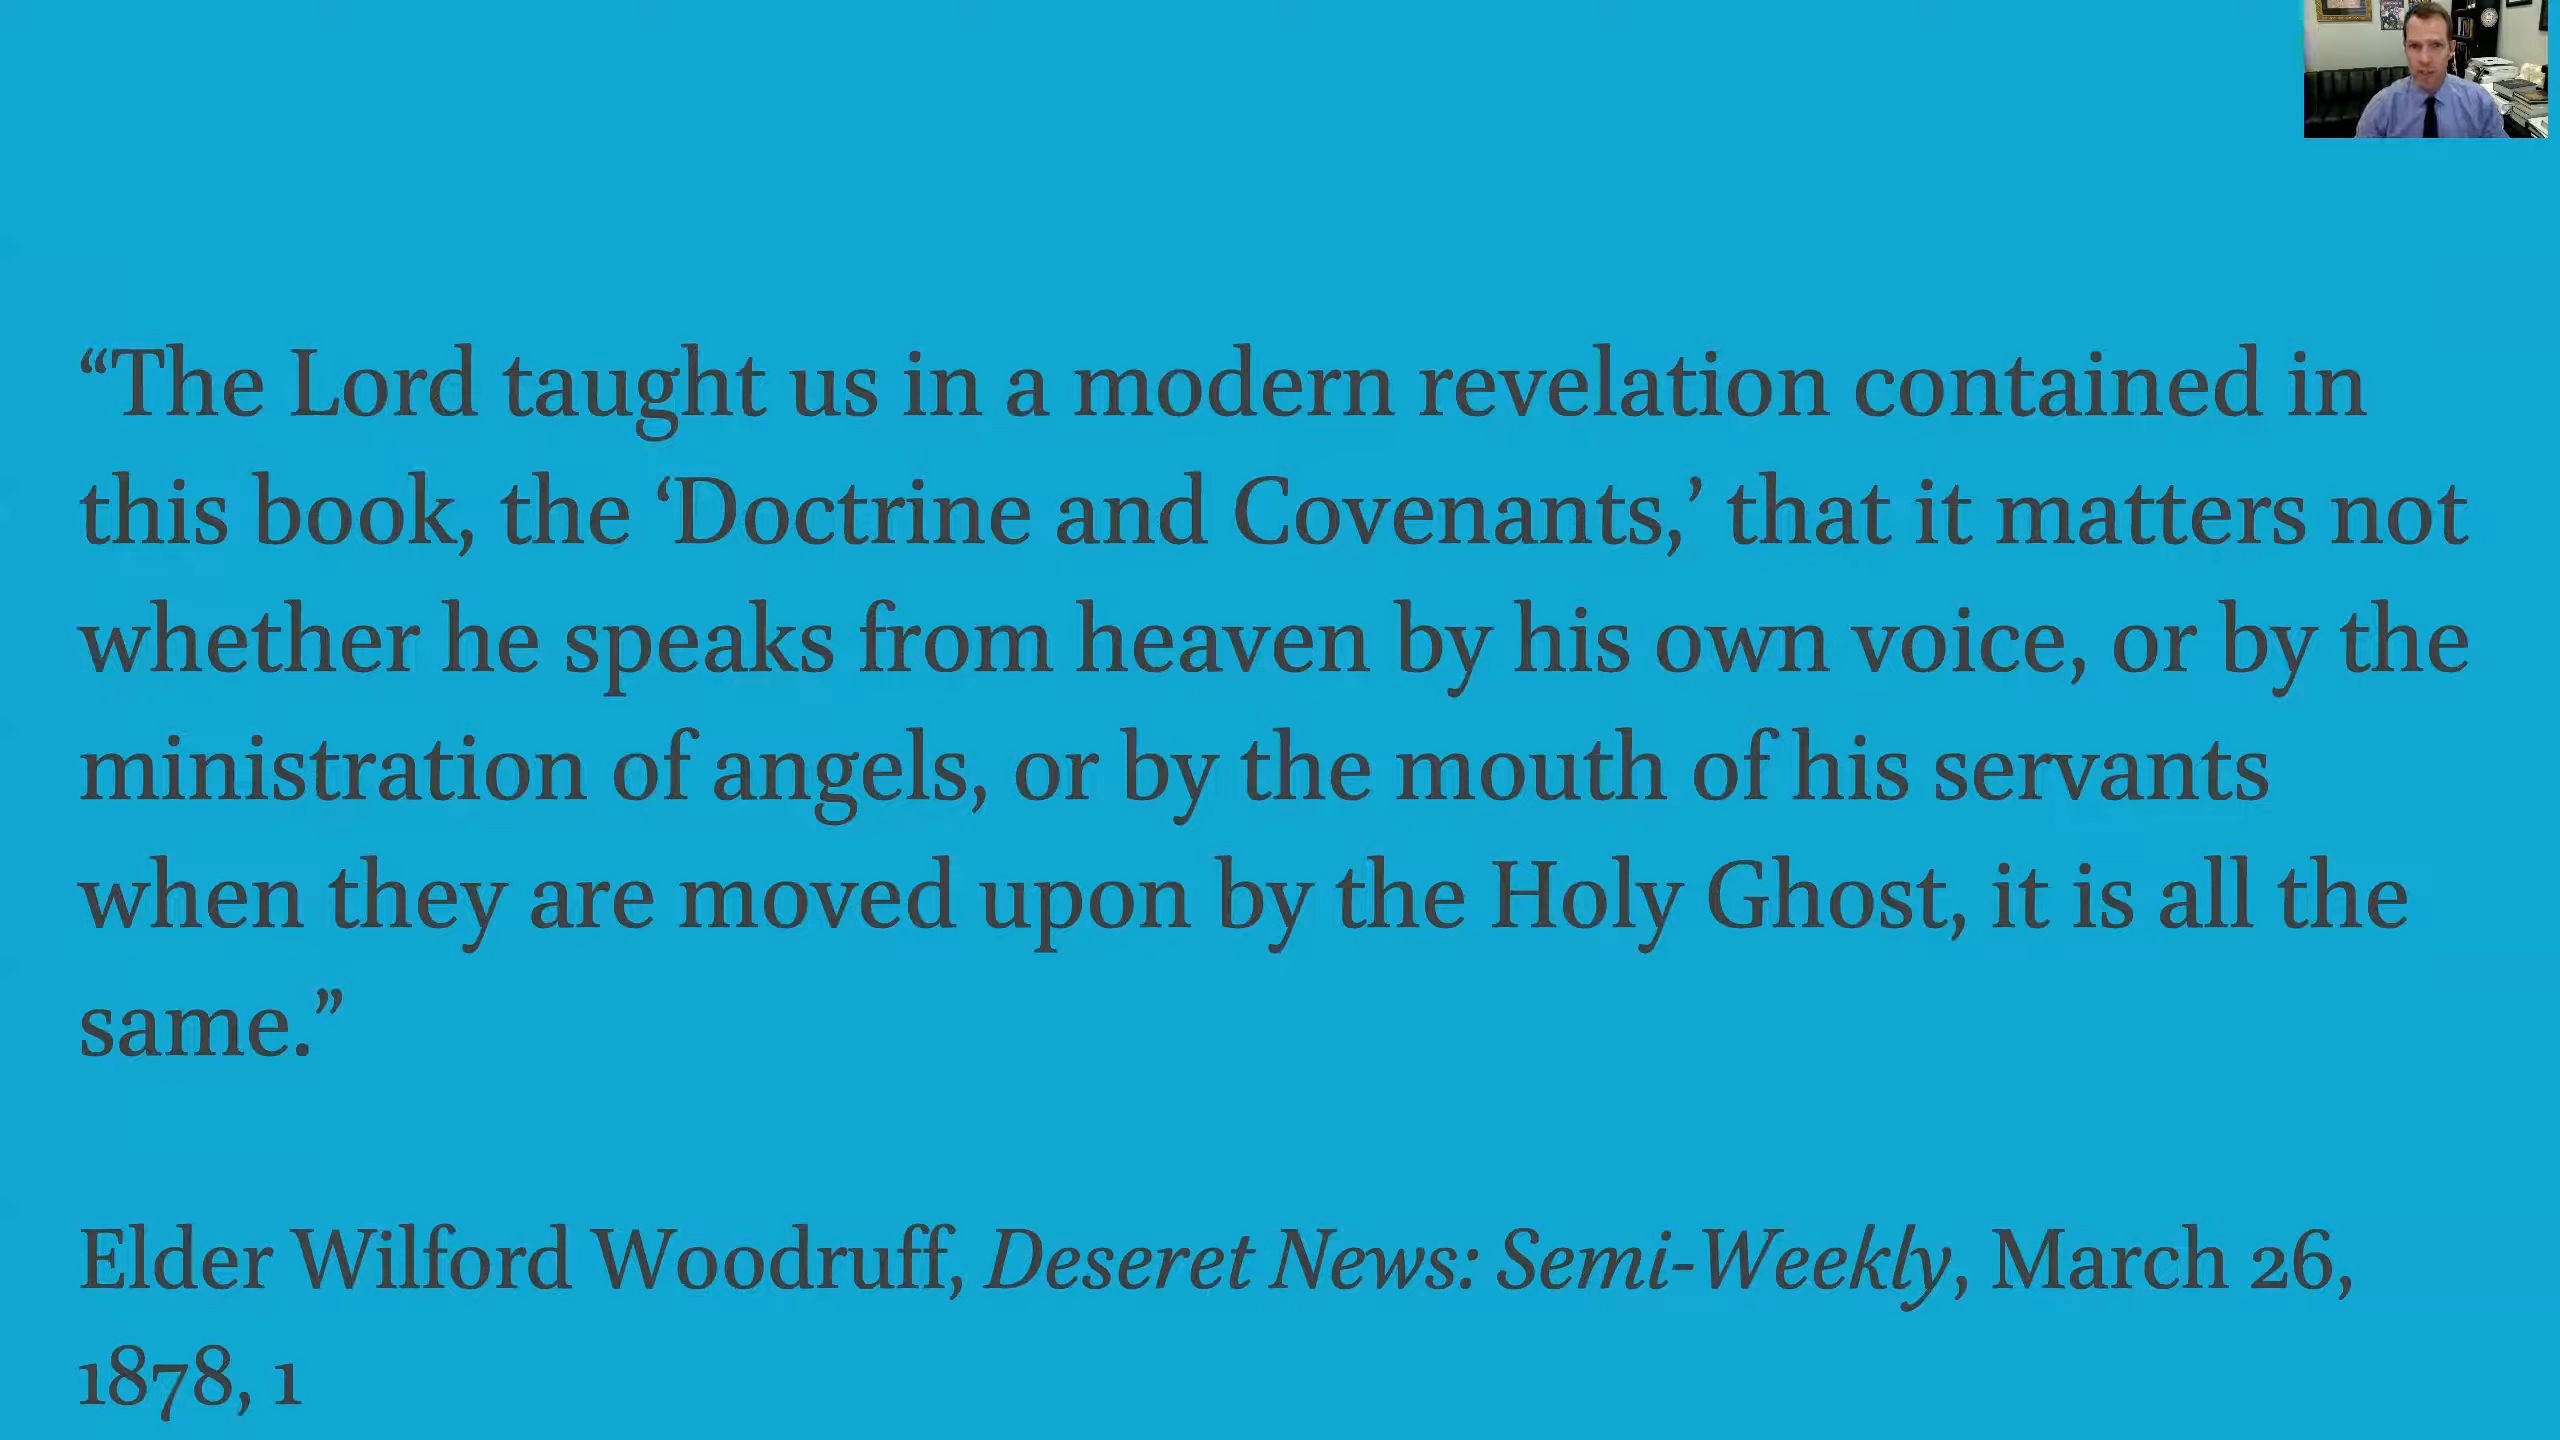 “The Lord taught us in a modern revelation contained in
this book, the ‘Doctrine and Covenants,’ that it matters not
whether he speaks from heaven by his own voice, or by the
ministration of angels, or by the mouth of his servants
when they are moved upon by the Holy Ghost, it is all the
same.”
Elder Wilford Woodruff, Deseret News: Semi-Weekly, March 26,
1878, 1